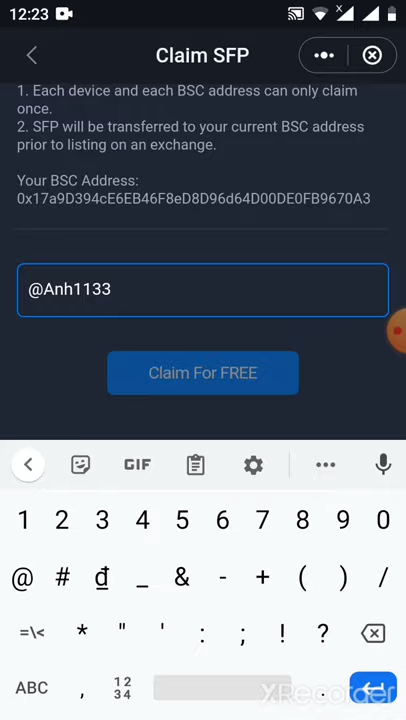 12:23
Claim SFP
1. Each device and each BSC address can only claim
once.
2. SFP will be transferred to your current BSC address
prior to listing on an exchange.
Your BSC Address:
0x17a9D394cE6EB46F8eD8D96d64D00DE0FB9670A3
@Anh1133
Claim For FREE
GIF
1 2 3 4 5 6 7 8 9 0
@ # ₫ _ & - + ( ) /
=\< * " ' : ; ! ?
ABC , 12 .
34
XRecorder